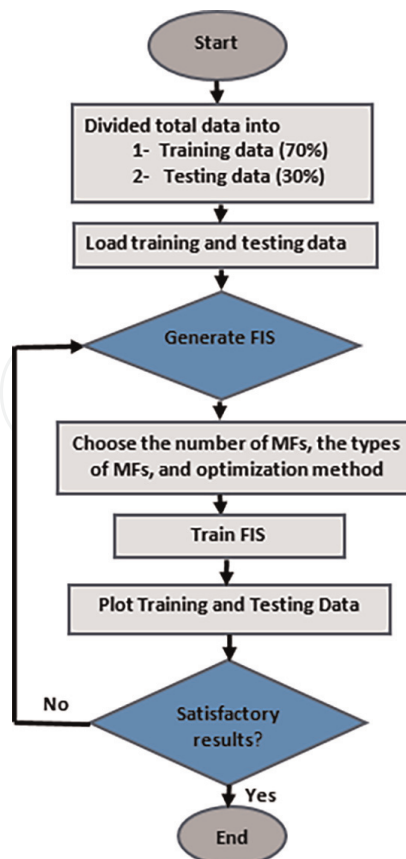 Start
Divided total data into
1- Training data (70%)
2- Testing data (30%)
Load training and testing data
Generate FIS
Choose the number of MFs, the types
of MFs, and optimization method
Train FIS
Plot Training and Testing Data
No
Satisfactory
results?
Yes
End